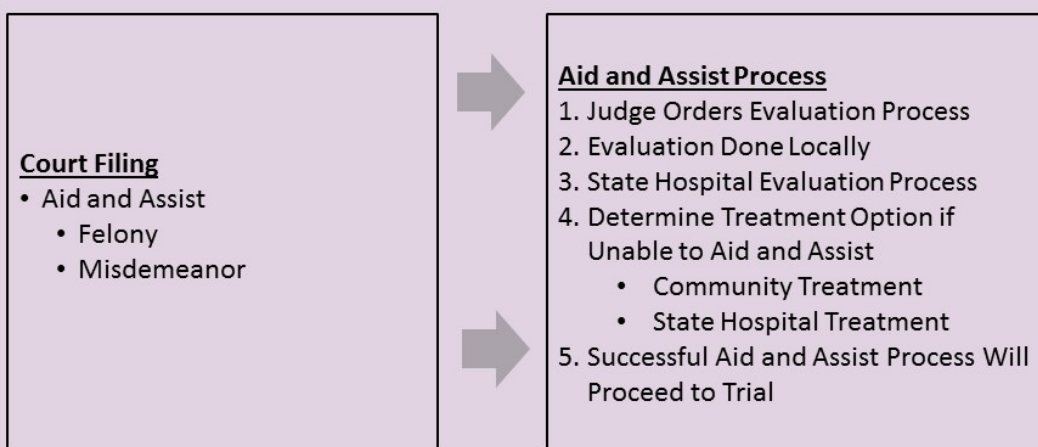 Court Filing
• Aid and Assist
• Felony
• Misdemeanor
Aid and Assist Process
1. Judge Orders Evaluation Process
2. Evaluation Done Locally
3. State Hospital Evaluation Process
4. Determine Treatment Option if
Unable to Aid and Assist
• Community Treatment
• State Hospital Treatment
5. Successful Aid and Assist Process Will
Proceed to Trial